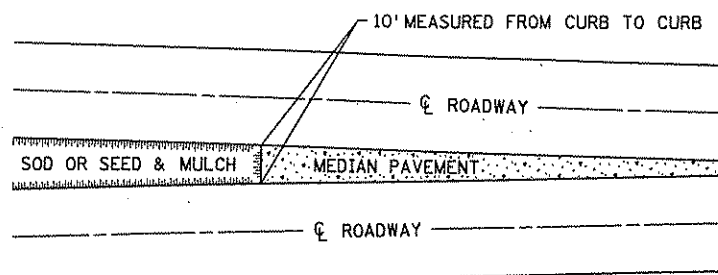 10' MEASURED FROM CURB TO CURB
℄ ROADWAY
SOD OR SEED & MULCH
MEDIAN PAVEMENT
℄ ROADWAY